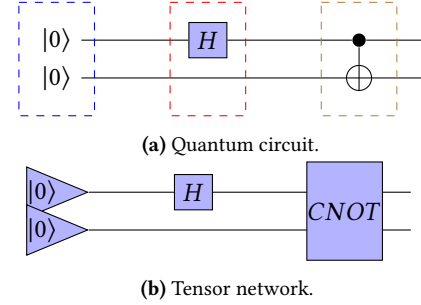 |0⟩ H
|0⟩
(a) Quantum circuit.
|0⟩ H CNOT
|0⟩
(b) Tensor network.